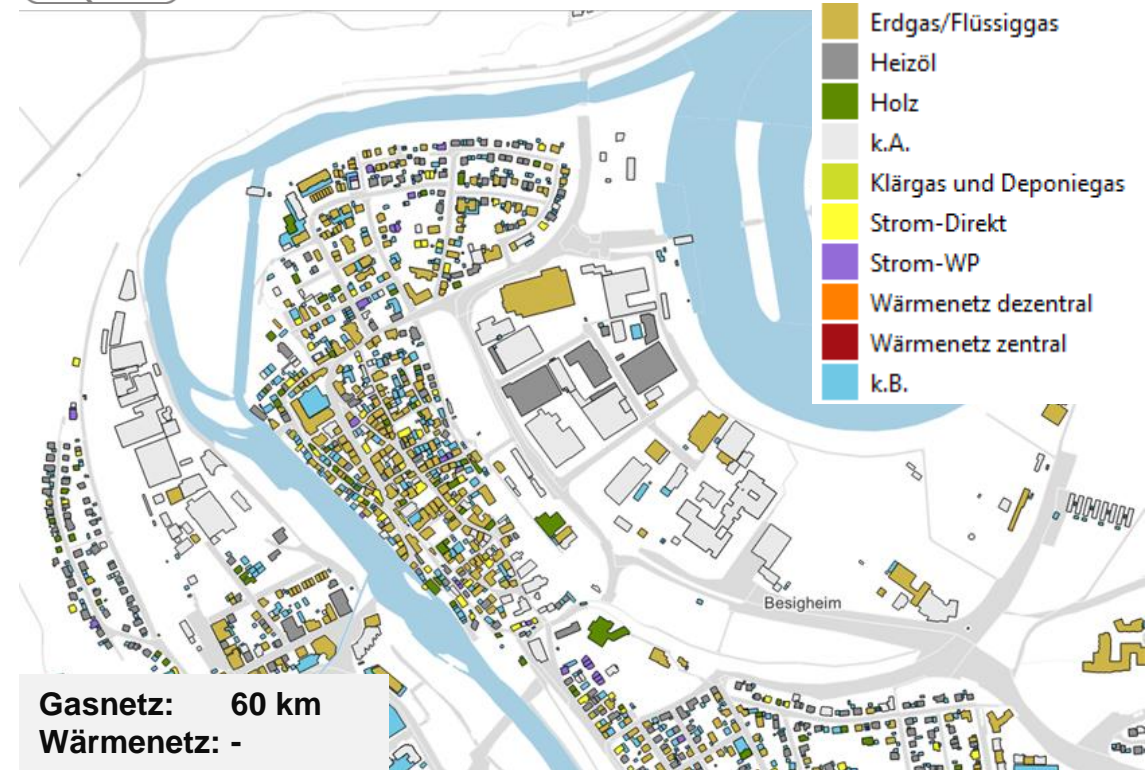 Erdgas/Flüssiggas
Heizöl
Holz
k.A.
Klärgas und Deponiegas
Strom-Direkt
Strom-WP
Wärmenetz dezentral
Wärmenetz zentral
k.B.
Besigheim
Gasnetz: 60 km
Wärmenetz: -